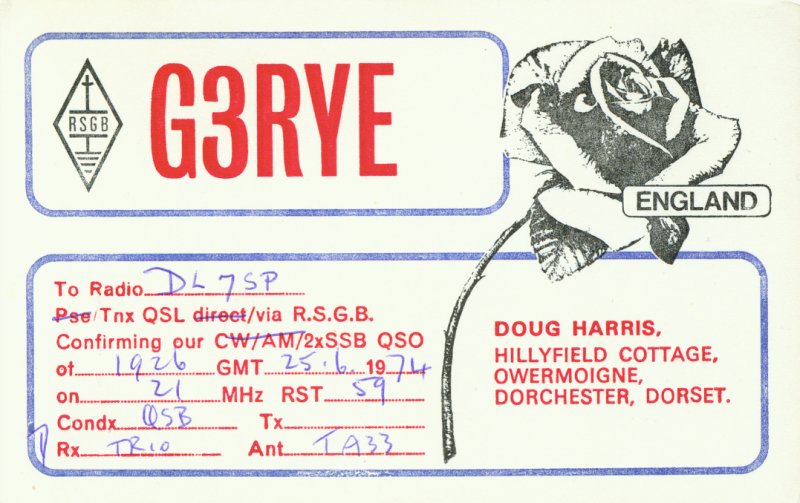 RSGB
G3RYE
ENGLAND
To Radio DL7SP
Pse/Tnx QSL direct/via R.S.G.B.
Confirming our CW/AM/2xSSB QSO
at 1926 GMT 25.6. 1974
on 21 MHz RST 59
Condx QSB Tx
Rx TRIO Ant TA33
DOUG HARRIS,
HILLYFIELD COTTAGE,
OWERMOIGNE,
DORCHESTER, DORSET.